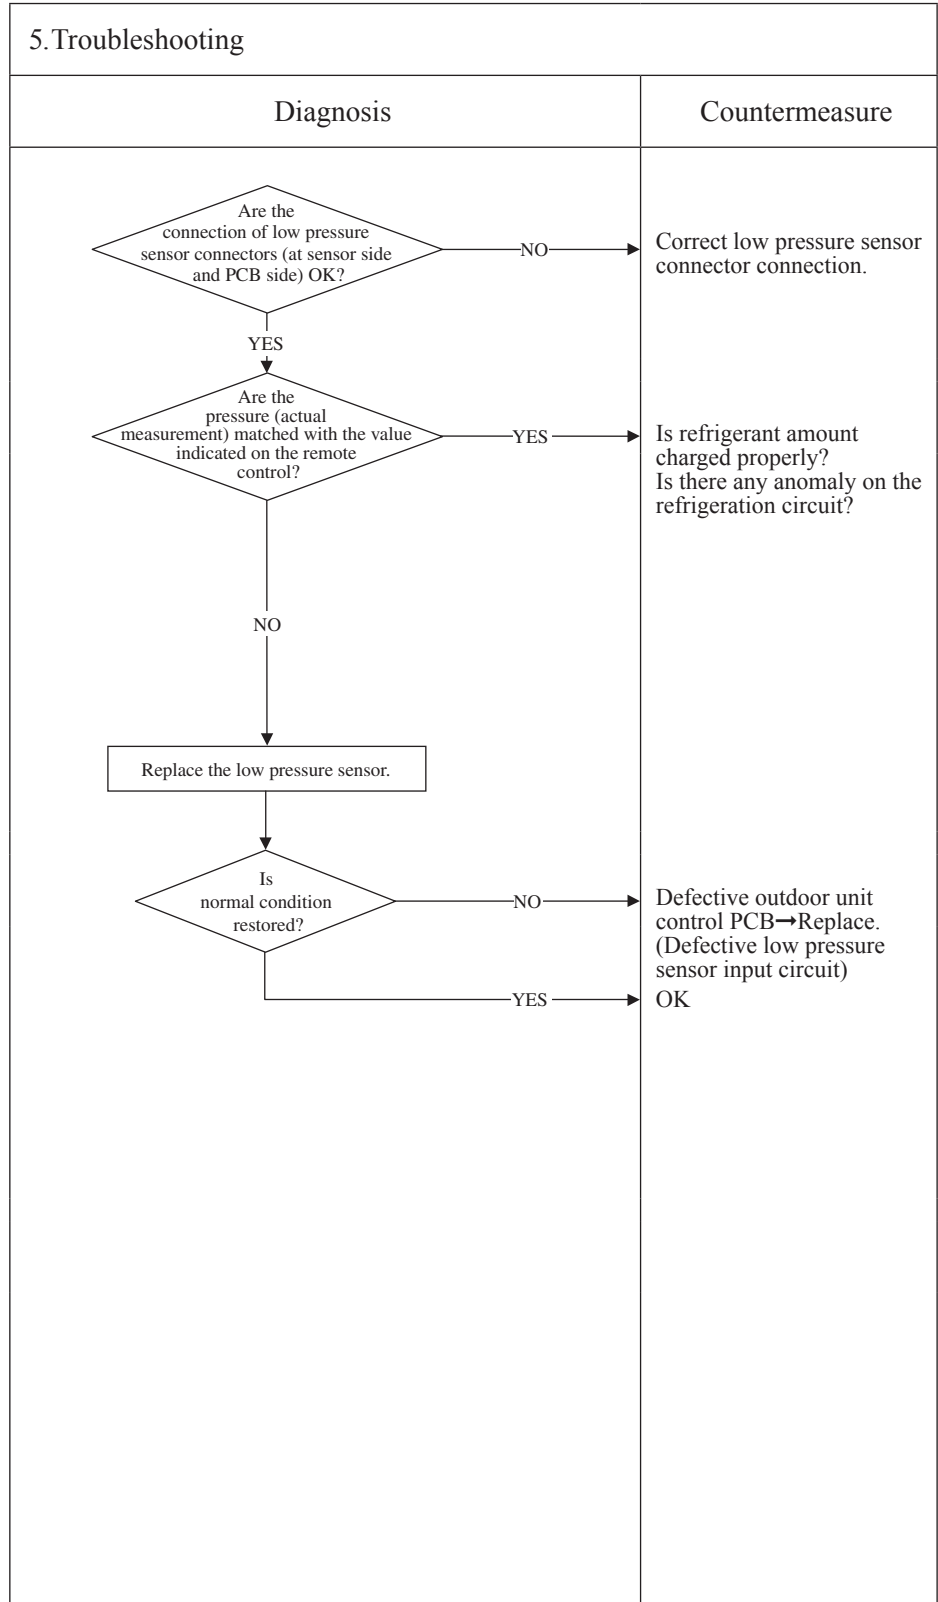 5.Troubleshooting
Diagnosis
Countermeasure
Are the
connection of low pressure
sensor connectors (at sensor side
and PCB side) OK?
NO
Correct low pressure sensor
connector connection.
YES
Are the
pressure (actual
measurement) matched with the value
indicated on the remote
control?
YES
Is refrigerant amount
charged properly?
Is there any anomaly on the
refrigeration circuit?
NO
Replace the low pressure sensor.
Is
normal condition
restored?
NO
Defective outdoor unit
control PCB→Replace.
(Defective low pressure
sensor input circuit)
YES
OK